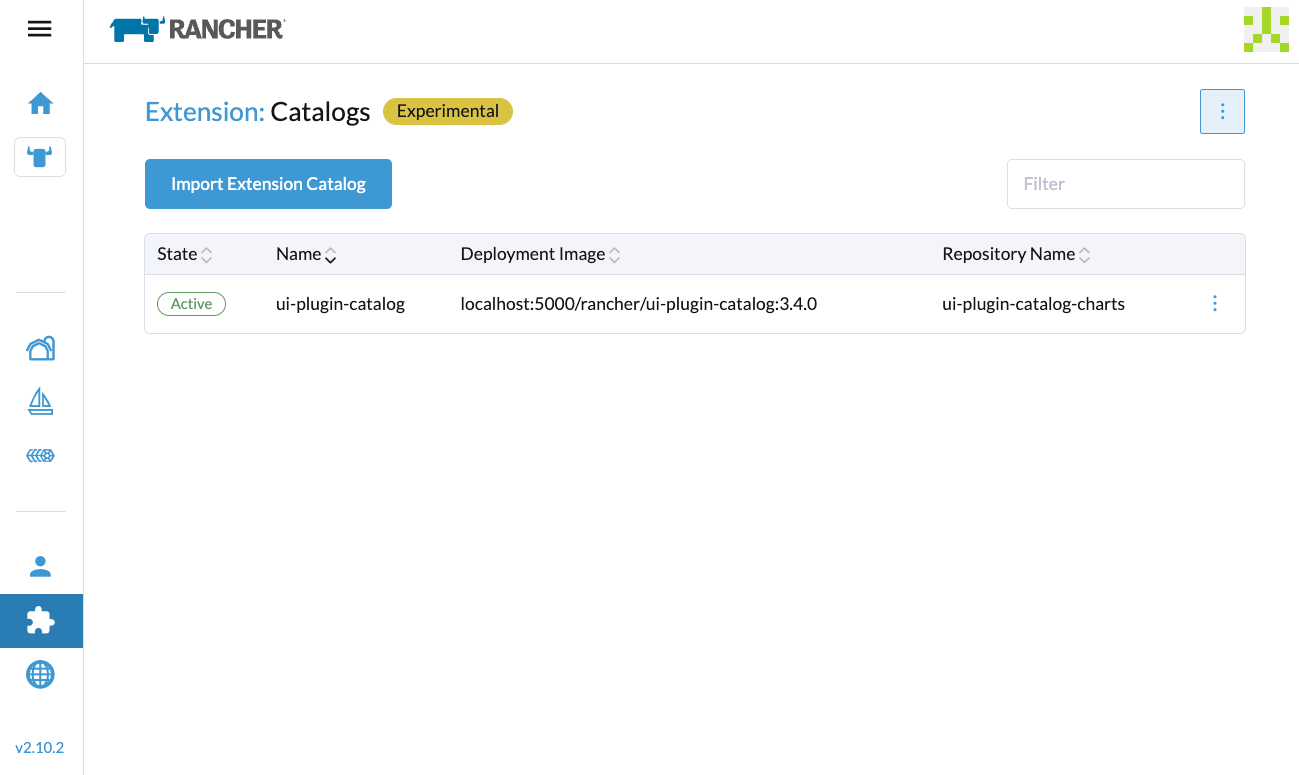 RANCHER
Extension: Catalogs Experimental
Import Extension Catalog
Filter
State Name Deployment Image Repository Name
Active ui-plugin-catalog localhost:5000/rancher/ui-plugin-catalog:3.4.0 ui-plugin-catalog-charts
v2.10.2